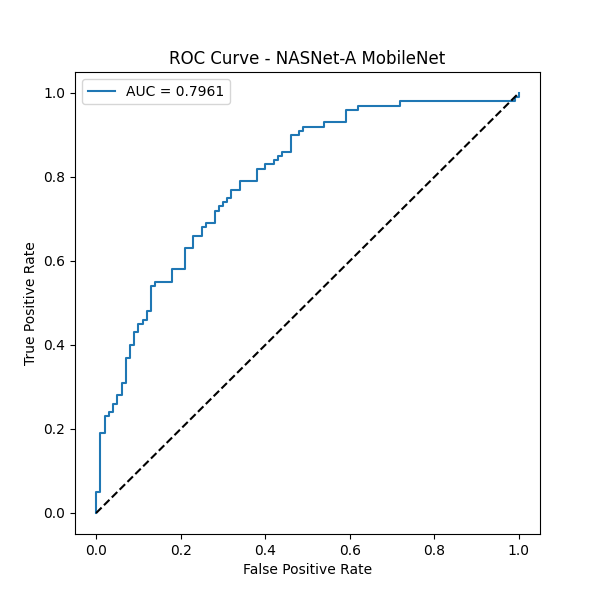 ROC Curve - NASNet-A MobileNet
AUC = 0.7961
True Positive Rate
1.0
0.8
0.6
0.4
0.2
0.0
0.0 0.2 0.4 0.6 0.8 1.0
False Positive Rate